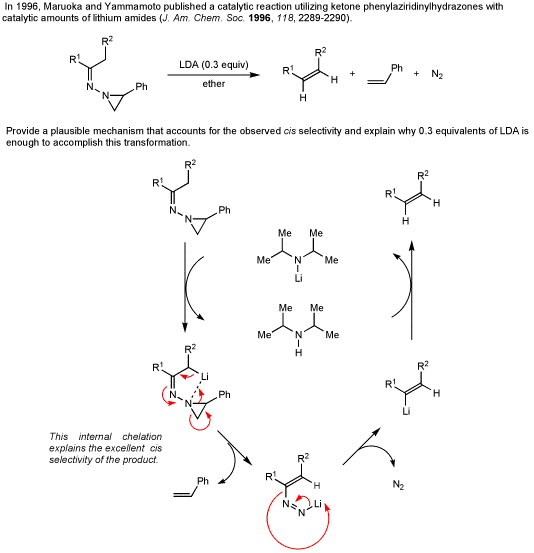 In 1996, Maruoka and Yammamoto published a catalytic reaction utilizing ketone phenylaziridinylhydrazones with
catalytic amounts of lithium amides (J. Am. Chem. Soc. 1996, 118, 2289-2290).
R1 R2 N N Ph
LDA (0.3 equiv)
ether
R1 R2 H H + Ph + N2
Provide a plausible mechanism that accounts for the observed cis selectivity and explain why 0.3 equivalents of LDA is
enough to accomplish this transformation.
R1 R2 N N Ph
Me Me Me N Me Li
R1 R2 H H
Me Me Me N Me H
R1 R2 Li N N Ph
R1 R2 H Li
This internal chelation
explains the excellent cis
selectivity of the product.
Ph
R1 R2 H N N Li
N2